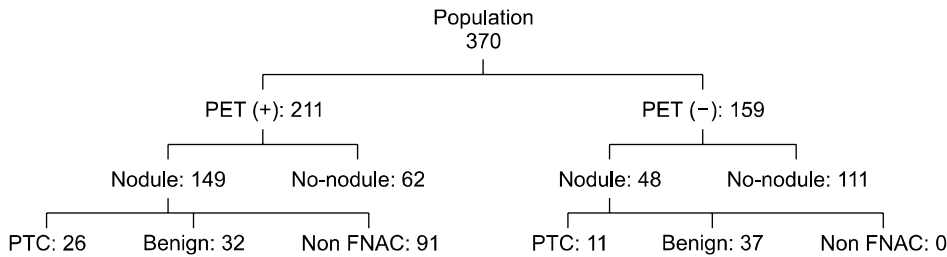 Population
370
PET (+): 211 PET (−): 159
Nodule: 149 No-nodule: 62 Nodule: 48 No-nodule: 111
PTC: 26 Benign: 32 Non FNAC: 91 PTC: 11 Benign: 37 Non FNAC: 0